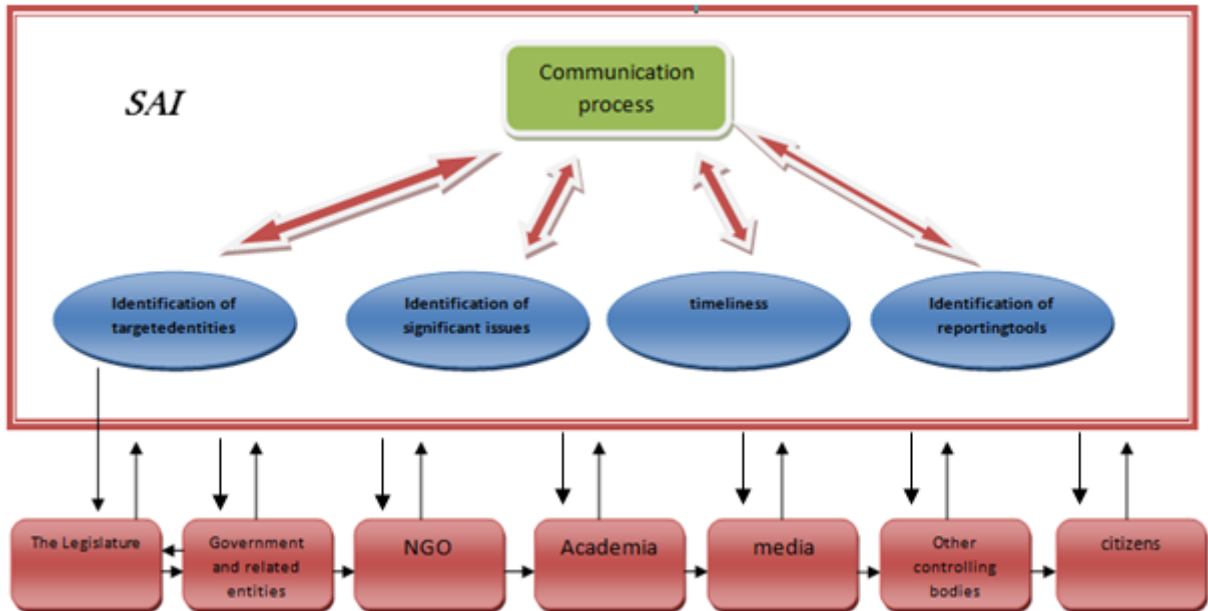 SAI
Communication
process
Identification of
targetedentities
Identification of
significant issues
timeliness
Identification of
reportingtools
The Legislature
Government
and related
entities
NGO
Academia
media
Other
controlling
bodies
citizens